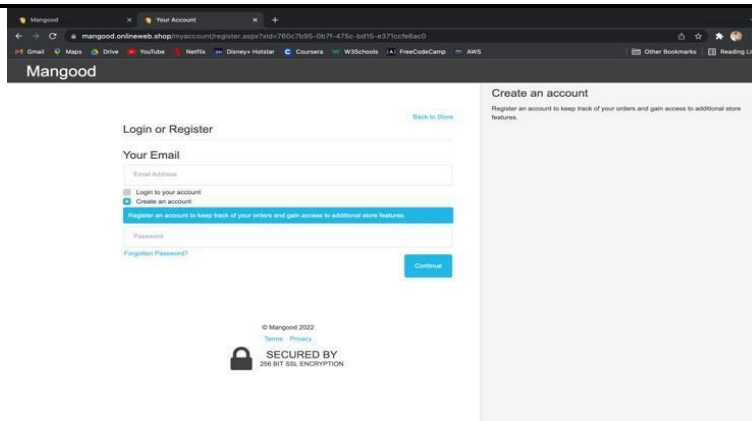 Mangood
Your Account
mangood.onlineweb.shop/myaccount/register.aspx?xid=760c7b95-0b7f-475c-bd15-e371ccfe6ac0
Gmail Maps Drive YouTube Netflix Disney+ Hotstar Coursera W3Schools FreeCodeCamp AWS Other Bookmarks Reading Li
Mangood
Back to Store
Login or Register
Your Email
Email Address
Login to your account
Create an account
Register an account to keep track of your orders and gain access to additional store features.
Password
Forgotten Password?
Continue
© Mangood 2022
Terms Privacy
SECURED BY
256 BIT SSL ENCRYPTION
Create an account
Register an account to keep track of your orders and gain access to additional store
features.